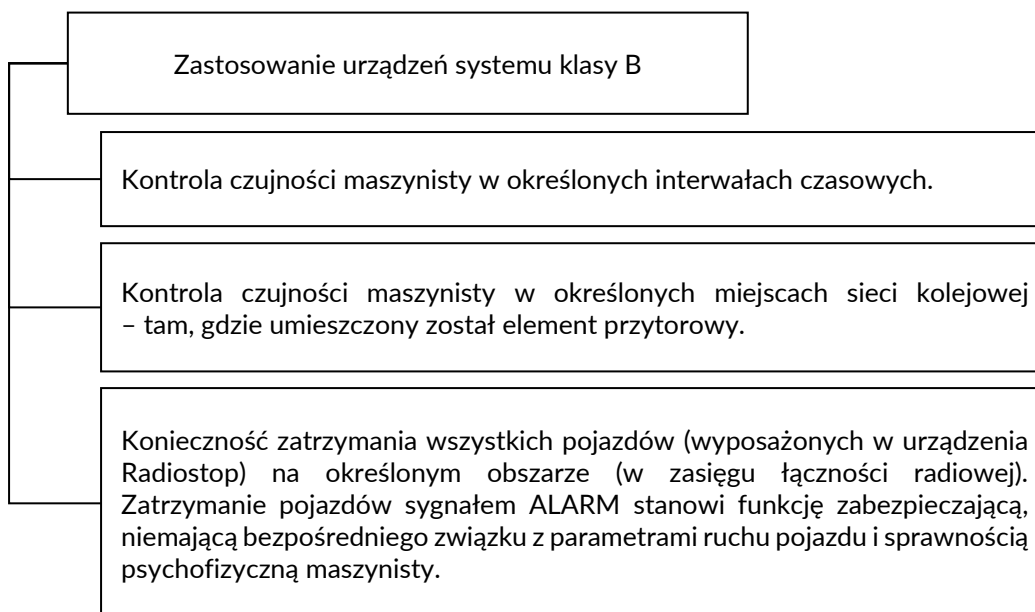 Zastosowanie urządzeń systemu klasy B
Kontrola czujności maszynisty w określonych interwałach czasowych.
Kontrola czujności maszynisty w określonych miejscach sieci kolejowej
– tam, gdzie umieszczony został element przytorowy.
Konieczność zatrzymania wszystkich pojazdów (wyposażonych w urządzenia
Radiostop) na określonym obszarze (w zasięgu łączności radiowej).
Zatrzymanie pojazdów sygnałem ALARM stanowi funkcję zabezpieczającą,
niemającą bezpośredniego związku z parametrami ruchu pojazdu i sprawnością
psychofizyczną maszynisty.